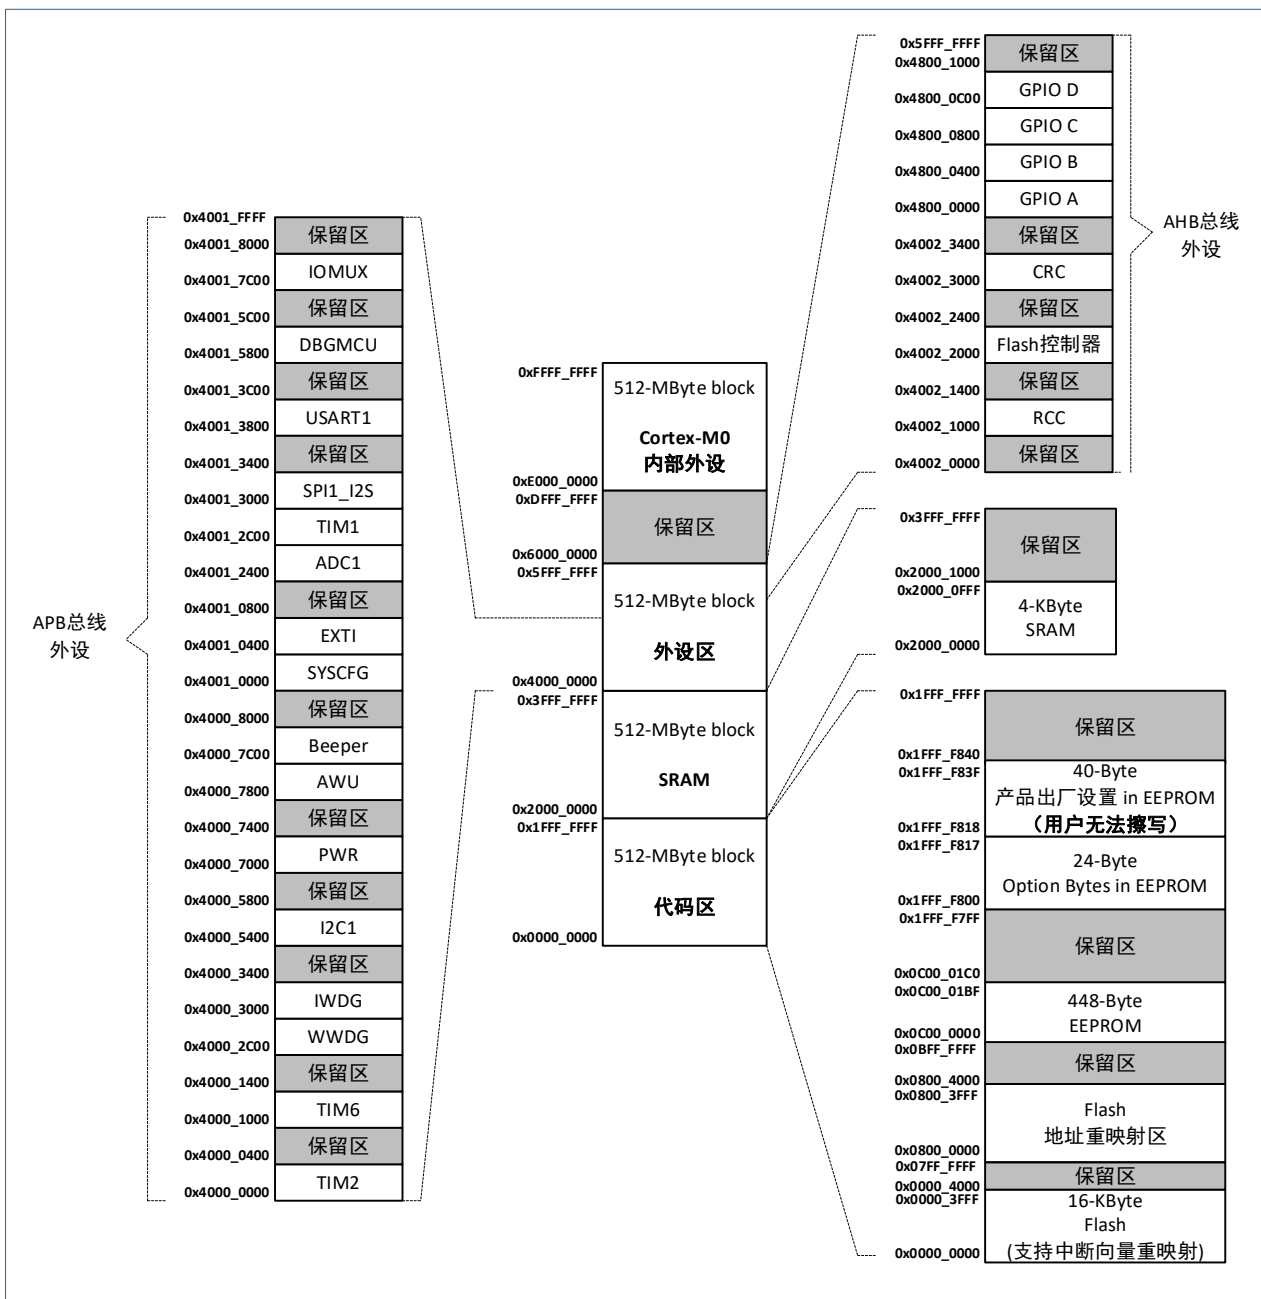 0x4001_FFFF
保留区
0x4001_8000
IOMUX
0x4001_7C00
保留区
0x4001_5C00
DBGMCU
0x4001_5800
保留区
0x4001_3C00
USART1
0x4001_3800
保留区
0x4001_3400
SPI1_I2S
0x4001_3000
TIM1
0x4001_2C00
ADC1
0x4001_2400
保留区
0x4001_0800
EXTI
0x4001_0400
SYSCFG
0x4001_0000
保留区
0x4000_8000
Beeper
0x4000_7C00
AWU
0x4000_7800
保留区
0x4000_7400
PWR
0x4000_7000
保留区
0x4000_5800
I2C1
0x4000_5400
保留区
0x4000_3400
IWDG
0x4000_3000
WWDG
0x4000_2C00
保留区
0x4000_1400
TIM6
0x4000_1000
保留区
0x4000_0400
TIM2
0x4000_0000
APB总线
外设
0xFFFF_FFFF
512-MByte block
Cortex-M0
内部外设
0xE000_0000
0xDFFF_FFFF
保留区
0x6000_0000
0x5FFF_FFFF
512-MByte block
外设区
0x4000_0000
0x3FFF_FFFF
512-MByte block
SRAM
0x2000_0000
0x1FFF_FFFF
512-MByte block
代码区
0x0000_0000
0x5FFF_FFFF
保留区
0x4800_1000
GPIO D
0x4800_0C00
GPIO C
0x4800_0800
GPIO B
0x4800_0400
GPIO A
0x4800_0000
保留区
0x4002_3400
CRC
0x4002_3000
保留区
0x4002_2400
Flash控制器
0x4002_2000
保留区
0x4002_1400
RCC
0x4002_1000
保留区
0x4002_0000
AHB总线
外设
0x3FFF_FFFF
保留区
0x2000_1000
0x2000_0FFF
4-KByte
SRAM
0x2000_0000
0x1FFF_FFFF
保留区
0x1FFF_F840
0x1FFF_F83F
40-Byte
产品出厂设置 in EEPROM
（用户无法擦写）
0x1FFF_F818
0x1FFF_F817
24-Byte
Option Bytes in EEPROM
0x1FFF_F800
0x1FFF_F7FF
保留区
0x0C00_01C0
0x0C00_01BF
448-Byte
EEPROM
0x0C00_0000
0x0BFF_FFFF
保留区
0x0800_4000
0x0800_3FFF
Flash
地址重映射区
0x0800_0000
0x07FF_FFFF
保留区
0x0000_4000
0x0000_3FFF
16-KByte
Flash
(支持中断向量重映射)
0x0000_0000